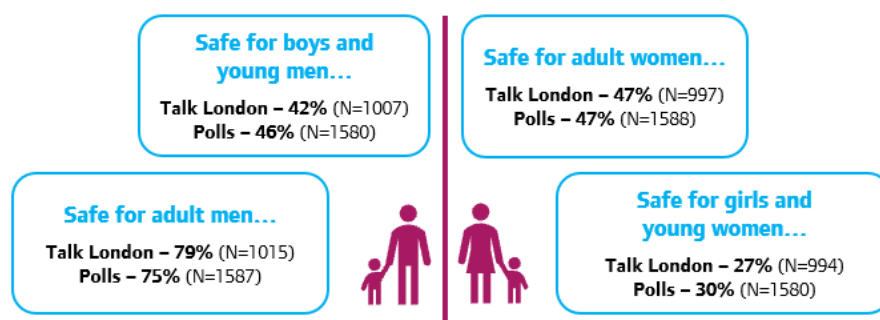 Safe for boys and
young men...
Talk London – 42% (N=1007)
Polls – 46% (N=1580)
Safe for adult men...
Talk London – 79% (N=1015)
Polls – 75% (N=1587)
Safe for adult women...
Talk London – 47% (N=997)
Polls – 47% (N=1588)
Safe for girls and
young women...
Talk London – 27% (N=994)
Polls – 30% (N=1580)